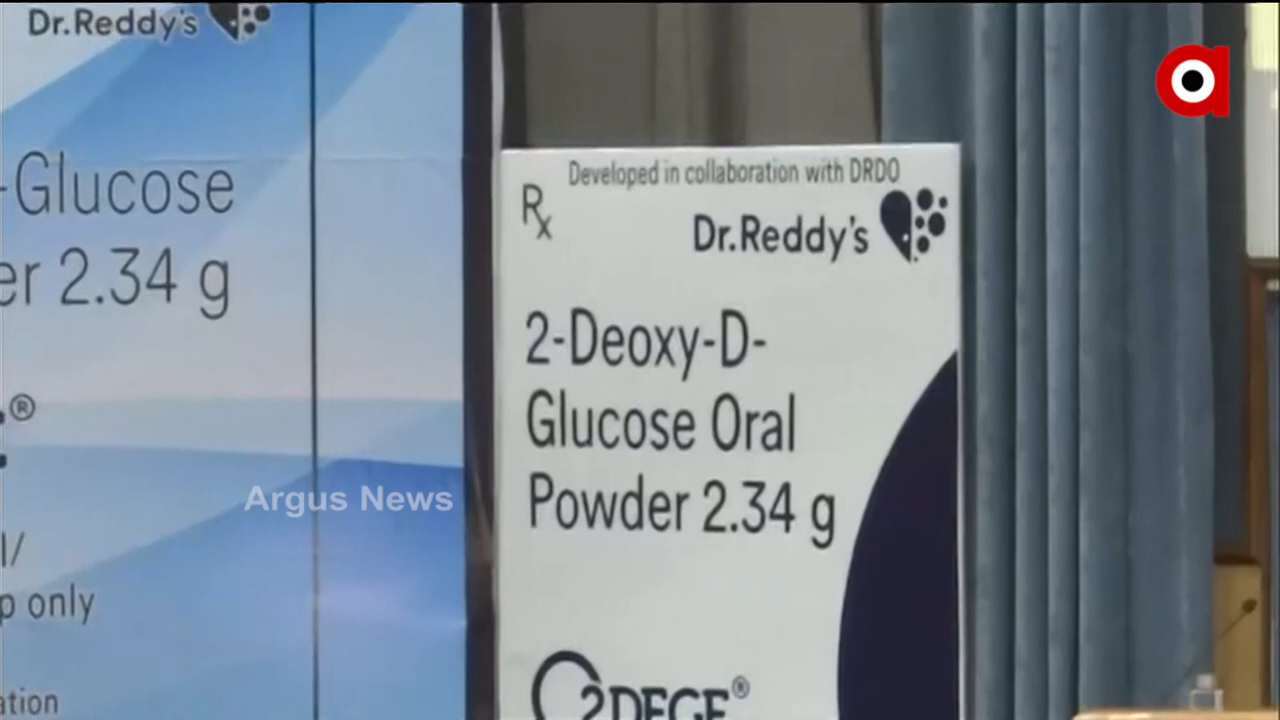 Dr.Reddy's
-Glucose
er 2.34 g
®
l/
p only
ation
Developed in collaboration with DRDO
Rx
Dr.Reddy's
2-Deoxy-D-
Glucose Oral
Powder 2.34 g
2DEGE®
Argus News
a